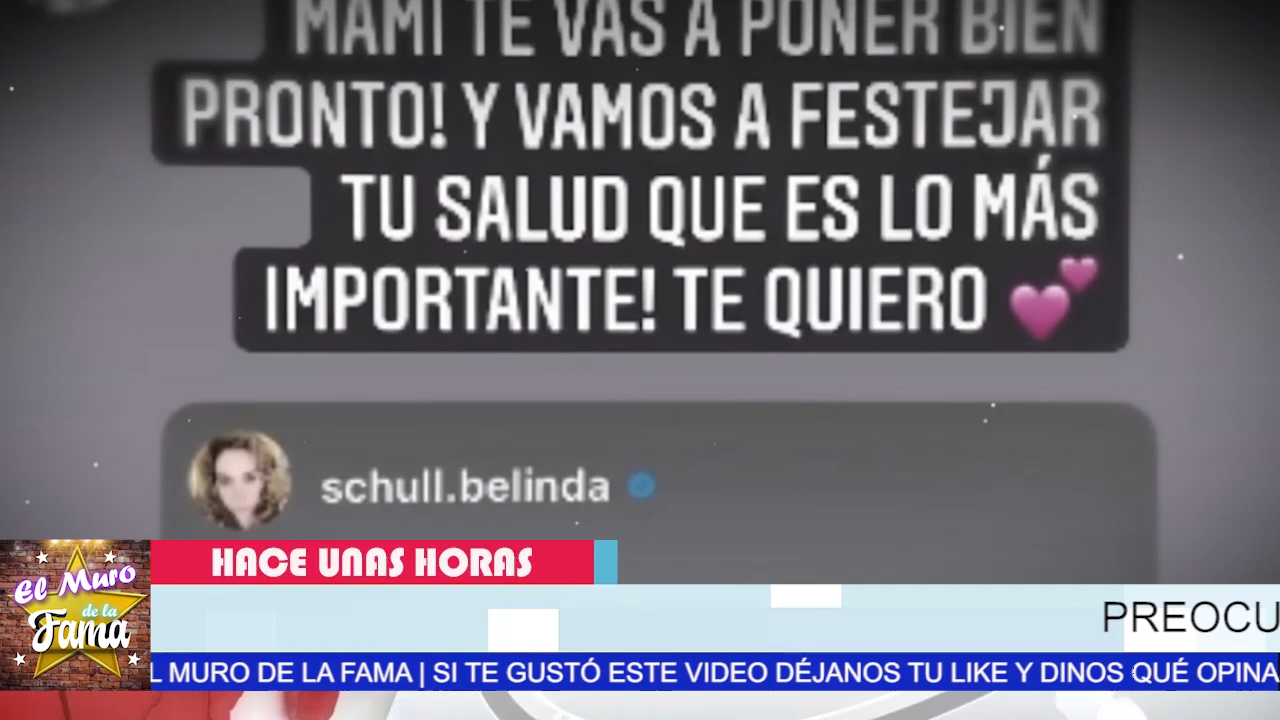 MAMI TE VAS A PONER BIEN
PRONTO! Y VAMOS A FESTEJAR
TU SALUD QUE ES LO MÁS
IMPORTANTE! TE QUIERO 💕
schull.belinda
HACE UNAS HORAS
El Muro
de la
Fama
PREOCU
L MURO DE LA FAMA | SI TE GUSTÓ ESTE VIDEO DÉJANOS TU LIKE Y DINOS QUÉ OPINA